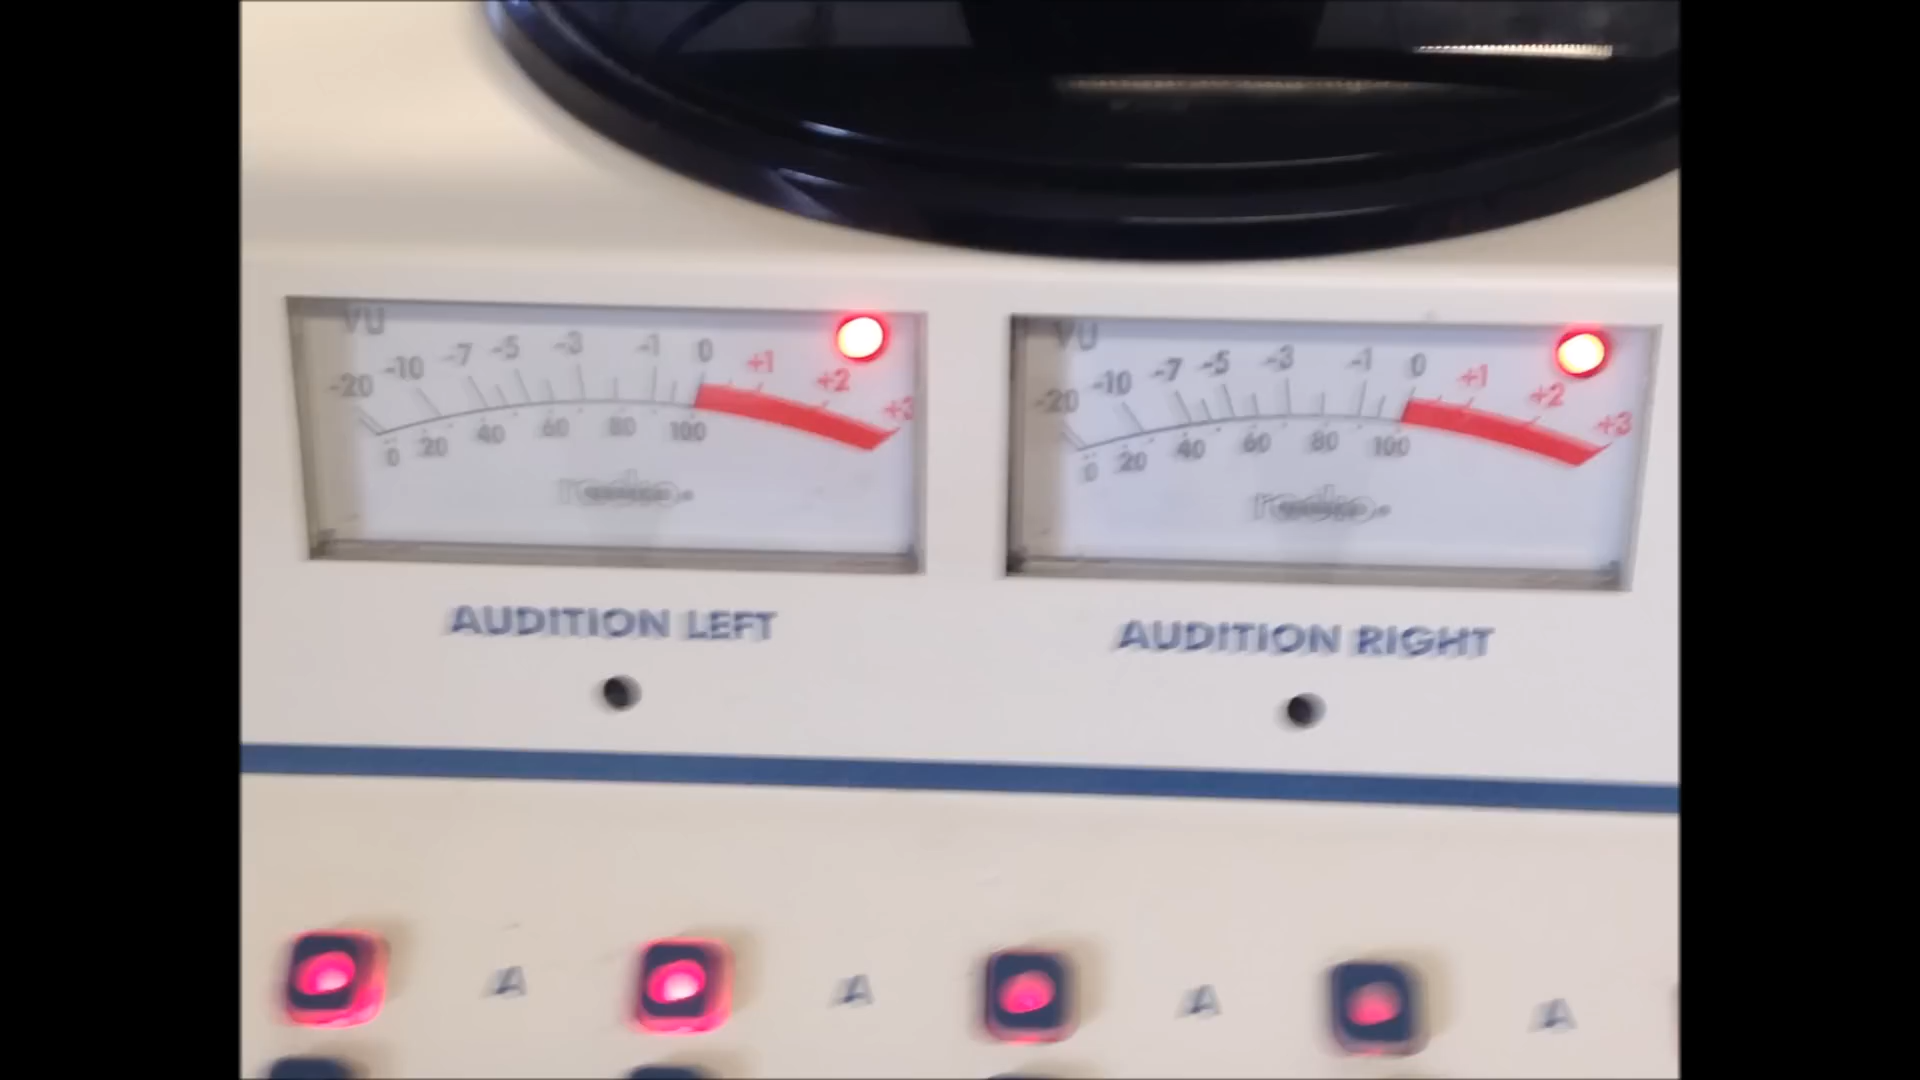 VU
-20 -10 -7 -5 -3 -1 0 +1 +2 +3
0 20 40 60 80 100
AUDITION LEFT
VU
-20 -10 -7 -5 -3 -1 0 +1 +2 +3
0 20 40 60 80 100
AUDITION RIGHT
A A A A